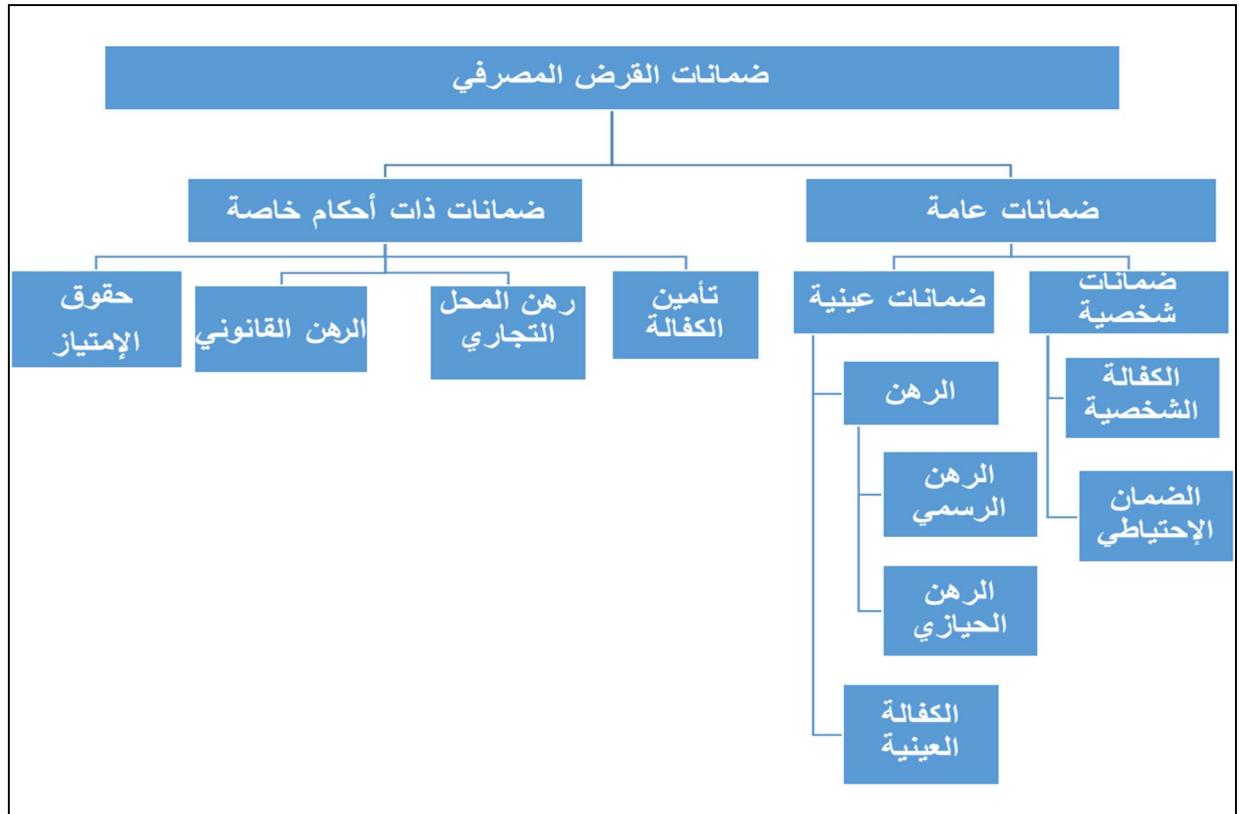 ضمانات القرض المصرفي
ضمانات عامة
ضمانات ذات أحكام خاصة
ضمانات
شخصية
ضمانات عينية
تأمين
الكفالة
رهن المحل
التجاري
الرهن القانوني
حقوق
الإمتياز
الكفالة
الشخصية
الضمان
الإحتياطي
الرهن
الرهن
الرسمي
الرهن
الحيازي
الكفالة
العينية